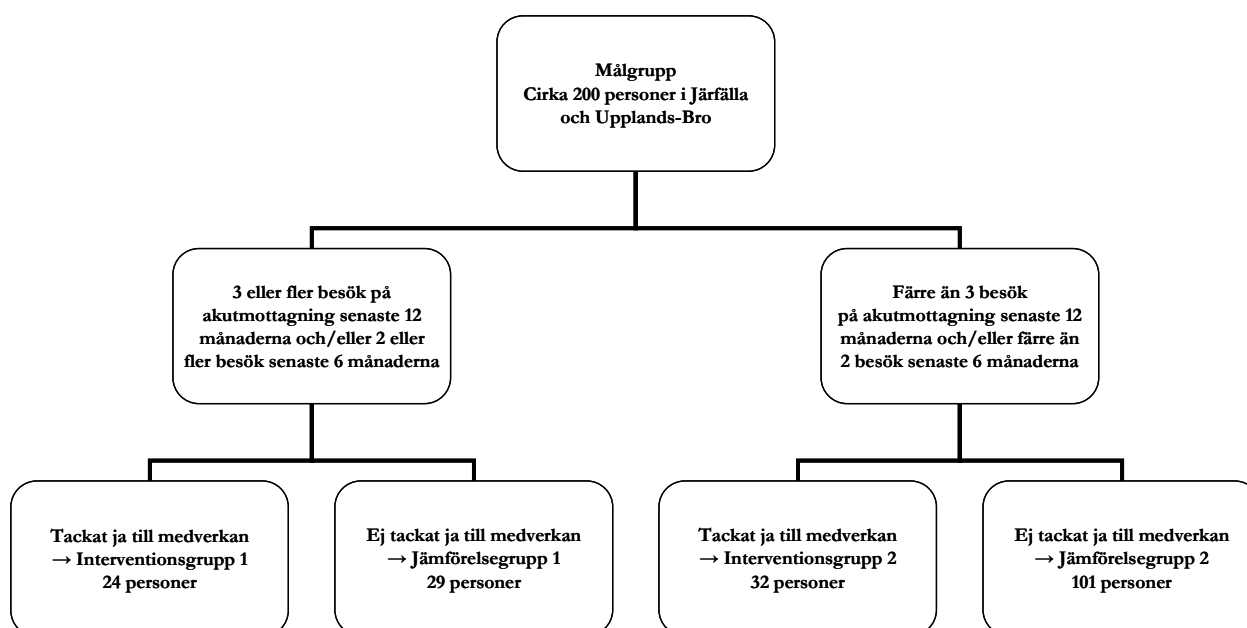 Målgrupp
Cirka 200 personer i Järfälla
och Upplands-Bro
3 eller fler besök på
akutmottagning senaste 12
månaderna och/eller 2 eller
fler besök senaste 6 månaderna
Färre än 3 besök
på akutmottagning senaste 12
månaderna och/eller färre än
2 besök senaste 6 månaderna
Tackat ja till medverkan
→ Interventionsgrupp 1
24 personer
Ej tackat ja till medverkan
→ Jämförelsegrupp 1
29 personer
Tackat ja till medverkan
→ Interventionsgrupp 2
32 personer
Ej tackat ja till medverkan
→ Jämförelsegrupp 2
101 personer